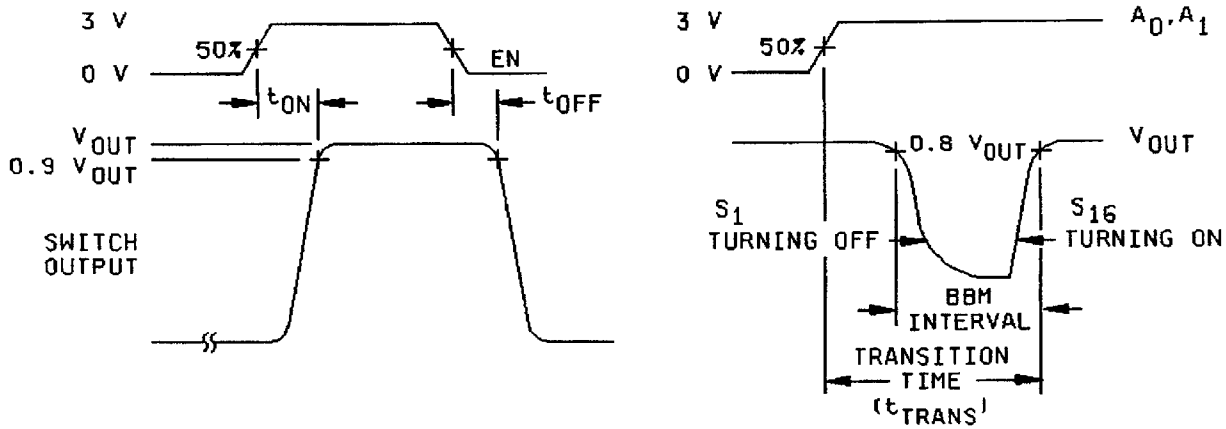 3 V
50%
0 V
EN
tON
tOFF
VOUT
0.9 VOUT
SWITCH
OUTPUT
3 V
50%
0 V
A0,A1
0.8 VOUT
VOUT
S1
TURNING OFF
S16
TURNING ON
BBM
INTERVAL
TRANSITION
TIME
(tTRANS)